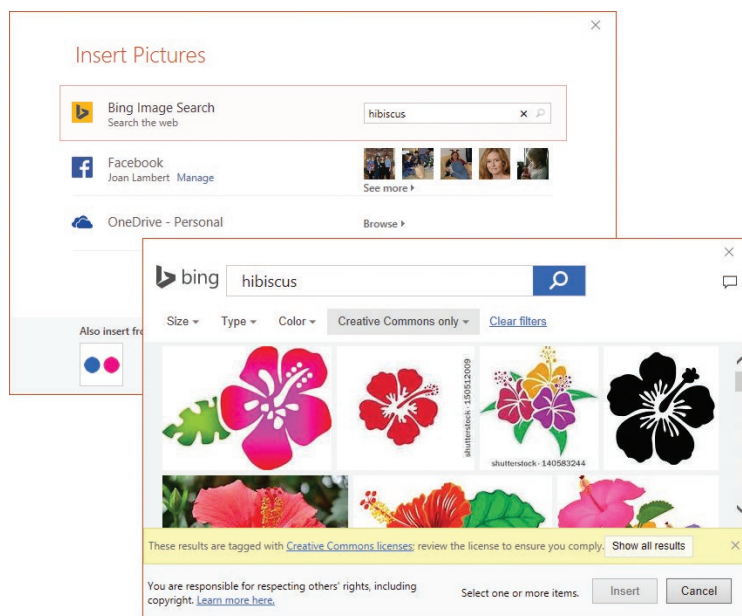 Insert Pictures
Bing Image Search
Search the web
hibiscus
Facebook
Joan Lambert Manage
See more
OneDrive - Personal
Browse
Also insert fro
bing
hibiscus
Size
Type
Color
Creative Commons only
Clear filters
shutterstock · 150512009
shutterstock · 140583244
These results are tagged with Creative Commons licenses; review the license to ensure you comply. Show all results
You are responsible for respecting others' rights, including
copyright. Learn more here.
Select one or more items.
Insert
Cancel